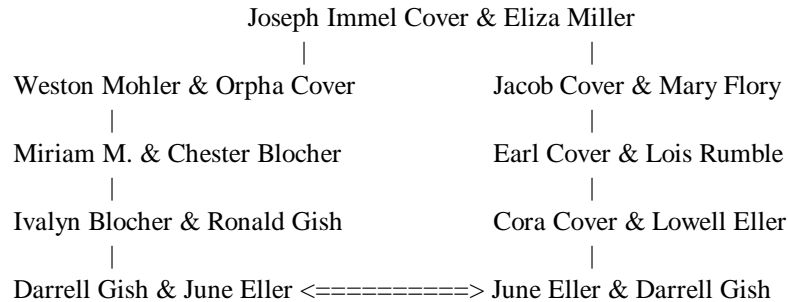 Joseph Immel Cover & Eliza Miller
| |
Weston Mohler & Orpha Cover Jacob Cover & Mary Flory
| |
Miriam M. & Chester Blocher Earl Cover & Lois Rumble
| |
Ivalyn Blocher & Ronald Gish Cora Cover & Lowell Eller
| |
Darrell Gish & June Eller <==========> June Eller & Darrell Gish